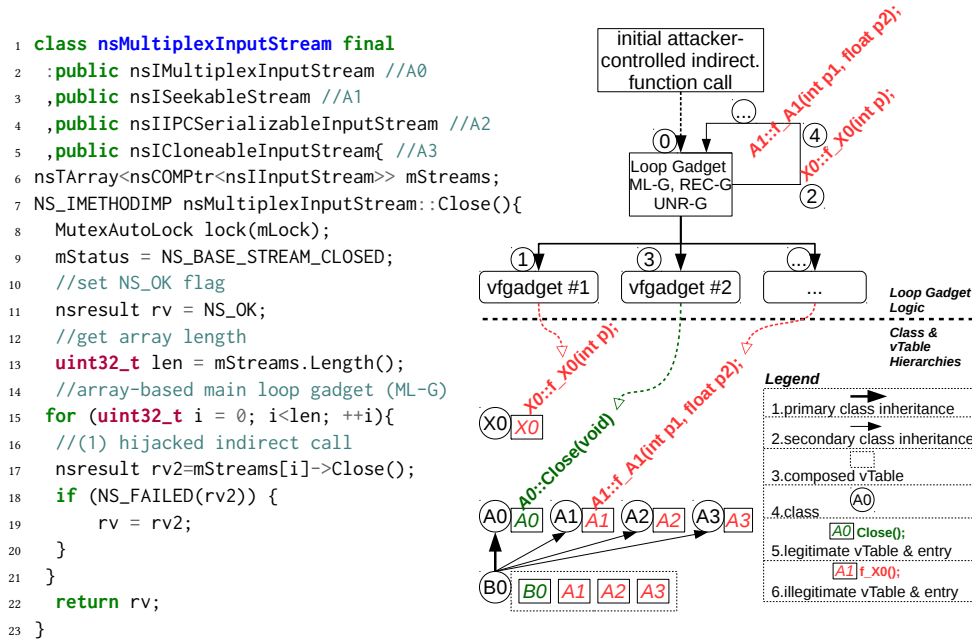 1 class nsMultiplexInputStream final
2 :public nsIMultiplexInputStream //A0
3 ,public nsISeekableStream //A1
4 ,public nsIIPCSerializableInputStream //A2
5 ,public nsICloneableInputStream{ //A3
6 nsTArray<nsCOMPtr<nsIInputStream>> mStreams;
7 NS_IMETHODIMP nsMultiplexInputStream::Close(){
8 MutexAutoLock lock(mLock);
9 mStatus = NS_BASE_STREAM_CLOSED;
10 //set NS_OK flag
11 nsresult rv = NS_OK;
12 //get array length
13 uint32_t len = mStreams.Length();
14 //array-based main loop gadget (ML-G)
15 for (uint32_t i = 0; i<len; ++i){
16 //(1) hijacked indirect call
17 nsresult rv2=mStreams[i]->Close();
18 if (NS_FAILED(rv2)) {
19 rv = rv2;
20 }
21 }
22 return rv;
23 }
initial attacker-
controlled indirect.
function call
...
A1::f_A1(int p1, float p2);
X0::f_X0(int p);
0
4
2
Loop Gadget
ML-G, REC-G
UNR-G
1
3
...
vfgadget #1
vfgadget #2
...
Loop Gadget
Logic
Class &
vTable
Hierarchies
X0::f_X0(int p);
A0::Close(void)
A1::f_A1(int p1, float p2);
X0 X0
A0 A0 A1 A1 A2 A2 A3 A3
B0 B0 A1 A2 A3
Legend
1.primary class inheritance
2.secondary class inheritance
3.composed vTable
A0
4.class
A0 Close();
5.legitimate vTable & entry
A1 f_X0();
6.illegitimate vTable & entry